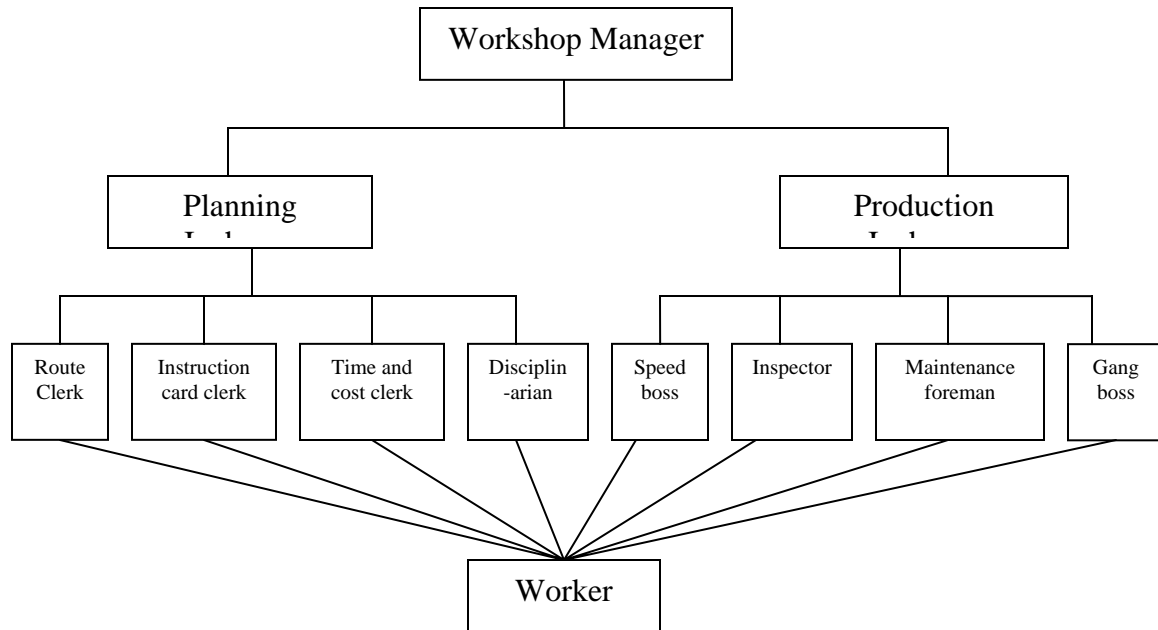 Workshop Manager
Planning
Production
Route
Clerk
Instruction
card clerk
Time and
cost clerk
Disciplin
-arian
Speed
boss
Inspector
Maintenance
foreman
Gang
boss
Worker